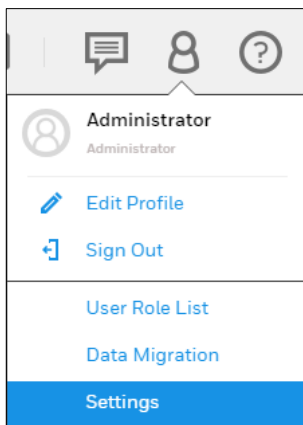 ?
Administrator
Administrator
Edit Profile
Sign Out
User Role List
Data Migration
Settings